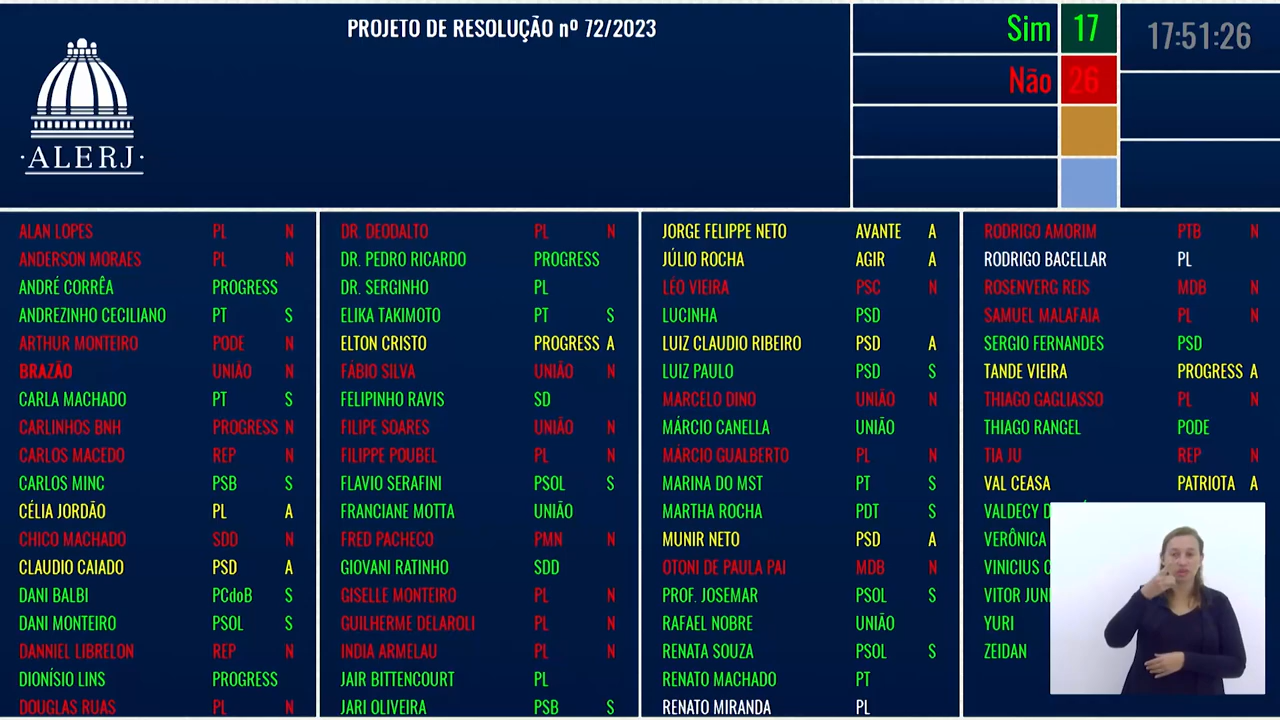 PROJETO DE RESOLUÇÃO nº 72/2023
Sim 17
17:51:26
Não 26
·ALERJ·
ALAN LOPES PL N
ANDERSON MORAES PL N
ANDRÉ CORRÊA PROGRESS
ANDREZINHO CECILIANO PT S
ARTHUR MONTEIRO PODE N
BRAZÃO UNIÃO N
CARLA MACHADO PT S
CARLINHOS BNH PROGRESS N
CARLOS MACEDO REP N
CARLOS MINC PSB S
CÉLIA JORDÃO PL A
CHICO MACHADO SDD N
CLAUDIO CAIADO PSD A
DANI BALBI PCdoB S
DANI MONTEIRO PSOL S
DANNIEL LIBRELON REP N
DIONÍSIO LINS PROGRESS
DOUGLAS RUAS PL N
DR. DEODALTO PL N
DR. PEDRO RICARDO PROGRESS
DR. SERGINHO PL
ELIKA TAKIMOTO PT S
ELTON CRISTO PROGRESS A
FÁBIO SILVA UNIÃO N
FELIPINHO RAVIS SD
FILIPE SOARES UNIÃO N
FILIPPE POUBEL PL N
FLAVIO SERAFINI PSOL S
FRANCIANE MOTTA UNIÃO
FRED PACHECO PMN N
GIOVANI RATINHO SDD
GISELLE MONTEIRO PL N
GUILHERME DELAROLI PL N
INDIA ARMELAU PL N
JAIR BITTENCOURT PL
JARI OLIVEIRA PSB S
JORGE FELIPPE NETO AVANTE A
JÚLIO ROCHA AGIR A
LÉO VIEIRA PSC N
LUCINHA PSD
LUIZ CLAUDIO RIBEIRO PSD A
LUIZ PAULO PSD S
MARCELO DINO UNIÃO N
MÁRCIO CANELLA UNIÃO
MÁRCIO GUALBERTO PL N
MARINA DO MST PT S
MARTHA ROCHA PDT S
MUNIR NETO PSD A
OTONI DE PAULA PAI MDB N
PROF. JOSEMAR PSOL S
RAFAEL NOBRE UNIÃO
RENATA SOUZA PSOL S
RENATO MACHADO PT
RENATO MIRANDA PL
RODRIGO AMORIM PTB N
RODRIGO BACELLAR PL
ROSENVERG REIS MDB N
SAMUEL MALAFAIA PL N
SERGIO FERNANDES PSD
TANDE VIEIRA PROGRESS A
THIAGO GAGLIASSO PL N
THIAGO RANGEL PODE
TIA JU REP N
VAL CEASA PATRIOTA A
VALDECY
VERÔNICA
VINICIUS
VITOR
YURI
ZEIDAN